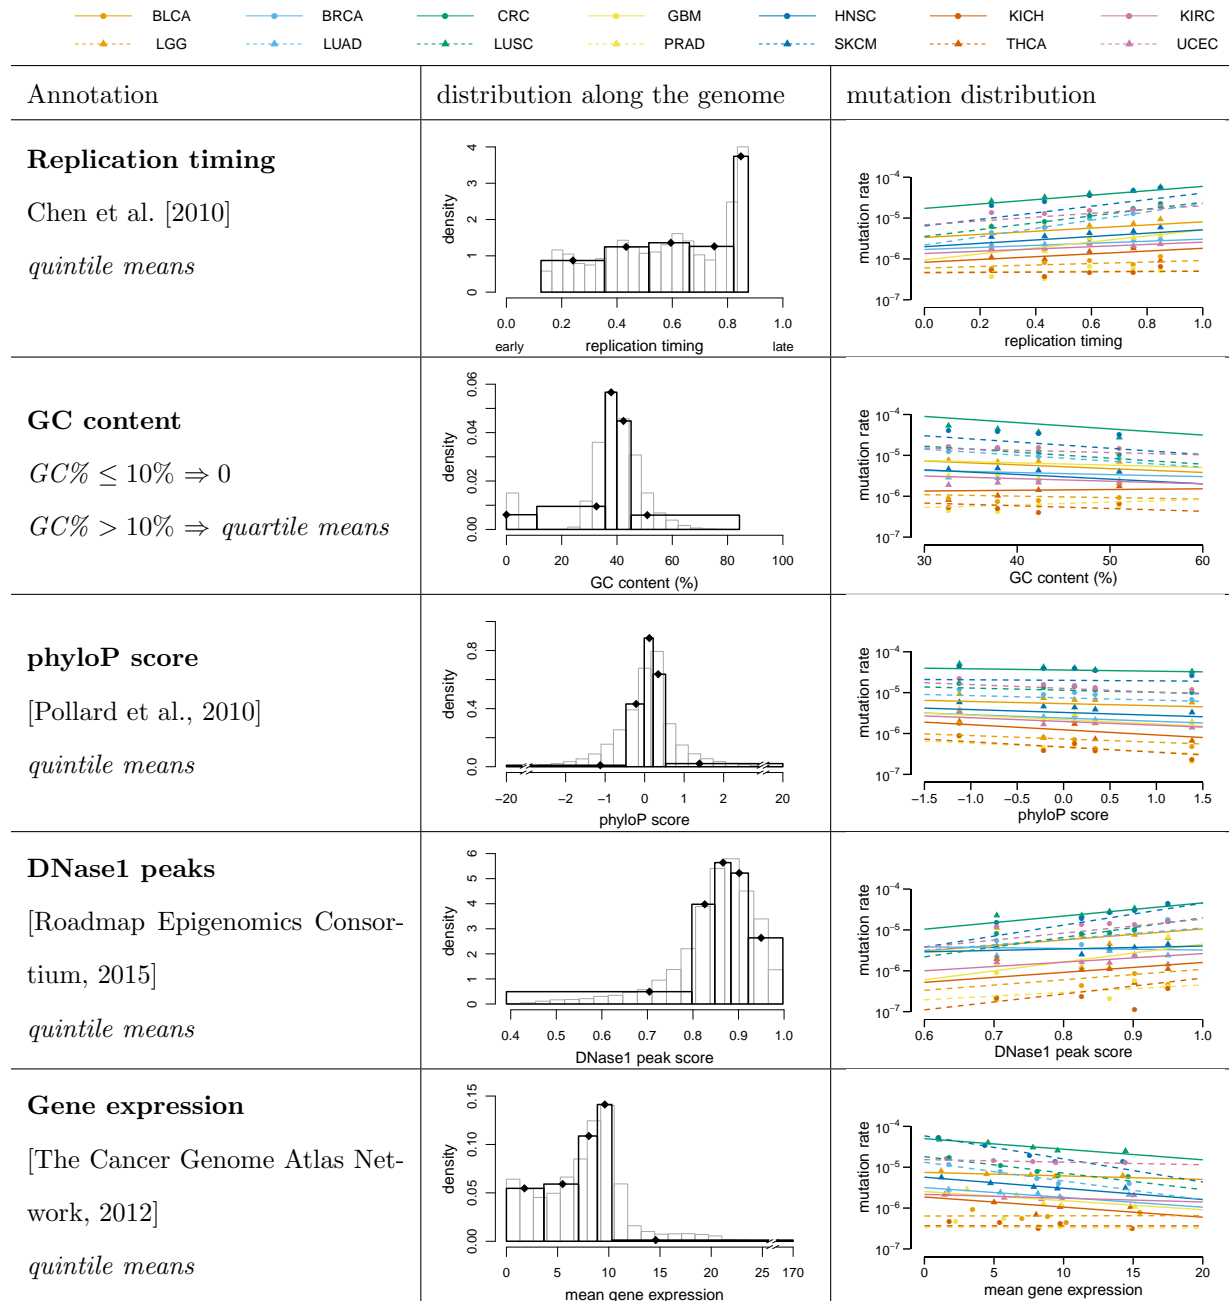 BLCA BRCA CRC GBM HNSC KICH KIRC
LGG LUAD LUSC PRAD SKCM THCA UCEC
Annotation distribution along the genome mutation distribution
Replication timing
Chen et al. [2010]
quintile means
density
0 1 2 3 4
0.0 0.2 0.4 0.6 0.8 1.0
early replication timing late
mutation rate
10⁻⁴
10⁻⁵
10⁻⁶
10⁻⁷
0.0 0.2 0.4 0.6 0.8 1.0
replication timing
GC content
GC% ≤ 10% ⇒ 0
GC% > 10% ⇒ quartile means
density
0.00 0.02 0.04 0.06
0 20 40 60 80 100
GC content (%)
mutation rate
10⁻⁴
10⁻⁵
10⁻⁶
10⁻⁷
30 40 50 60
GC content (%)
phyloP score
[Pollard et al., 2010]
quintile means
density
0.0 0.4 0.8
−20 −2 −1 0 1 2 20
phyloP score
mutation rate
10⁻⁴
10⁻⁵
10⁻⁶
10⁻⁷
−1.5 −1.0 −0.5 0.0 0.5 1.0 1.5
phyloP score
DNase1 peaks
[Roadmap Epigenomics Consor-
tium, 2015]
quintile means
density
0 1 2 3 4 5 6
0.4 0.5 0.6 0.7 0.8 0.9 1.0
DNase1 peak score
mutation rate
10⁻⁴
10⁻⁵
10⁻⁶
10⁻⁷
0.6 0.7 0.8 0.9 1.0
DNase1 peak score
Gene expression
[The Cancer Genome Atlas Net-
work, 2012]
quintile means
density
0.00 0.05 0.10 0.15
0 5 10 15 20 25 170
mean gene expression
mutation rate
10⁻⁴
10⁻⁵
10⁻⁶
10⁻⁷
0 5 10 15 20
mean gene expression